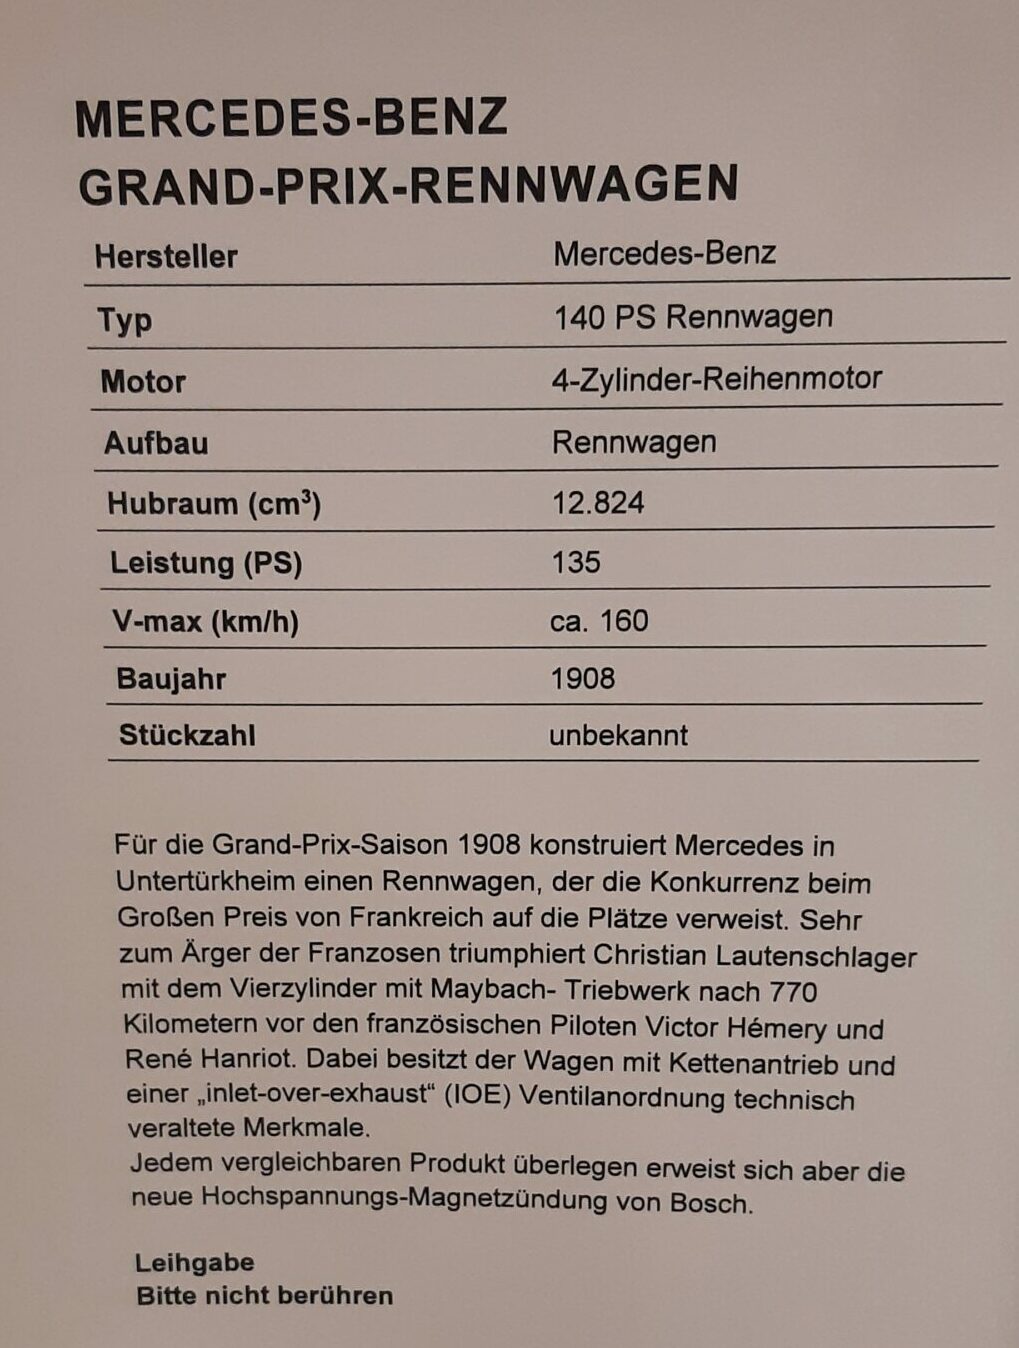 MERCEDES-BENZ
GRAND-PRIX-RENNWAGEN
Hersteller Mercedes-Benz
Typ 140 PS Rennwagen
Motor 4-Zylinder-Reihenmotor
Aufbau Rennwagen
Hubraum (cm³) 12.824
Leistung (PS) 135
V-max (km/h) ca. 160
Baujahr 1908
Stückzahl unbekannt
Für die Grand-Prix-Saison 1908 konstruiert Mercedes in
Untertürkheim einen Rennwagen, der die Konkurrenz beim
Großen Preis von Frankreich auf die Plätze verweist. Sehr
zum Ärger der Franzosen triumphiert Christian Lautenschlager
mit dem Vierzylinder mit Maybach- Triebwerk nach 770
Kilometern vor den französischen Piloten Victor Hémery und
René Hanriot. Dabei besitzt der Wagen mit Kettenantrieb und
einer „inlet-over-exhaust“ (IOE) Ventilanordnung technisch
veraltete Merkmale.
Jedem vergleichbaren Produkt überlegen erweist sich aber die
neue Hochspannungs-Magnetzündung von Bosch.
Leihgabe
Bitte nicht berühren